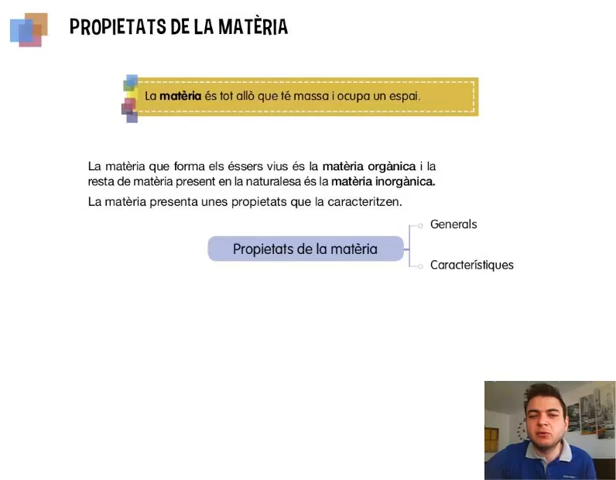 PROPIETATS DE LA MATÈRIA
La matèria és tot allò que té massa i ocupa un espai.
La matèria que forma els éssers vius és la matèria orgànica i la
resta de matèria present en la naturalesa és la matèria inorgànica.
La matèria presenta unes propietats que la caracteritzen.
Generals
Propietats de la matèria
Característiques